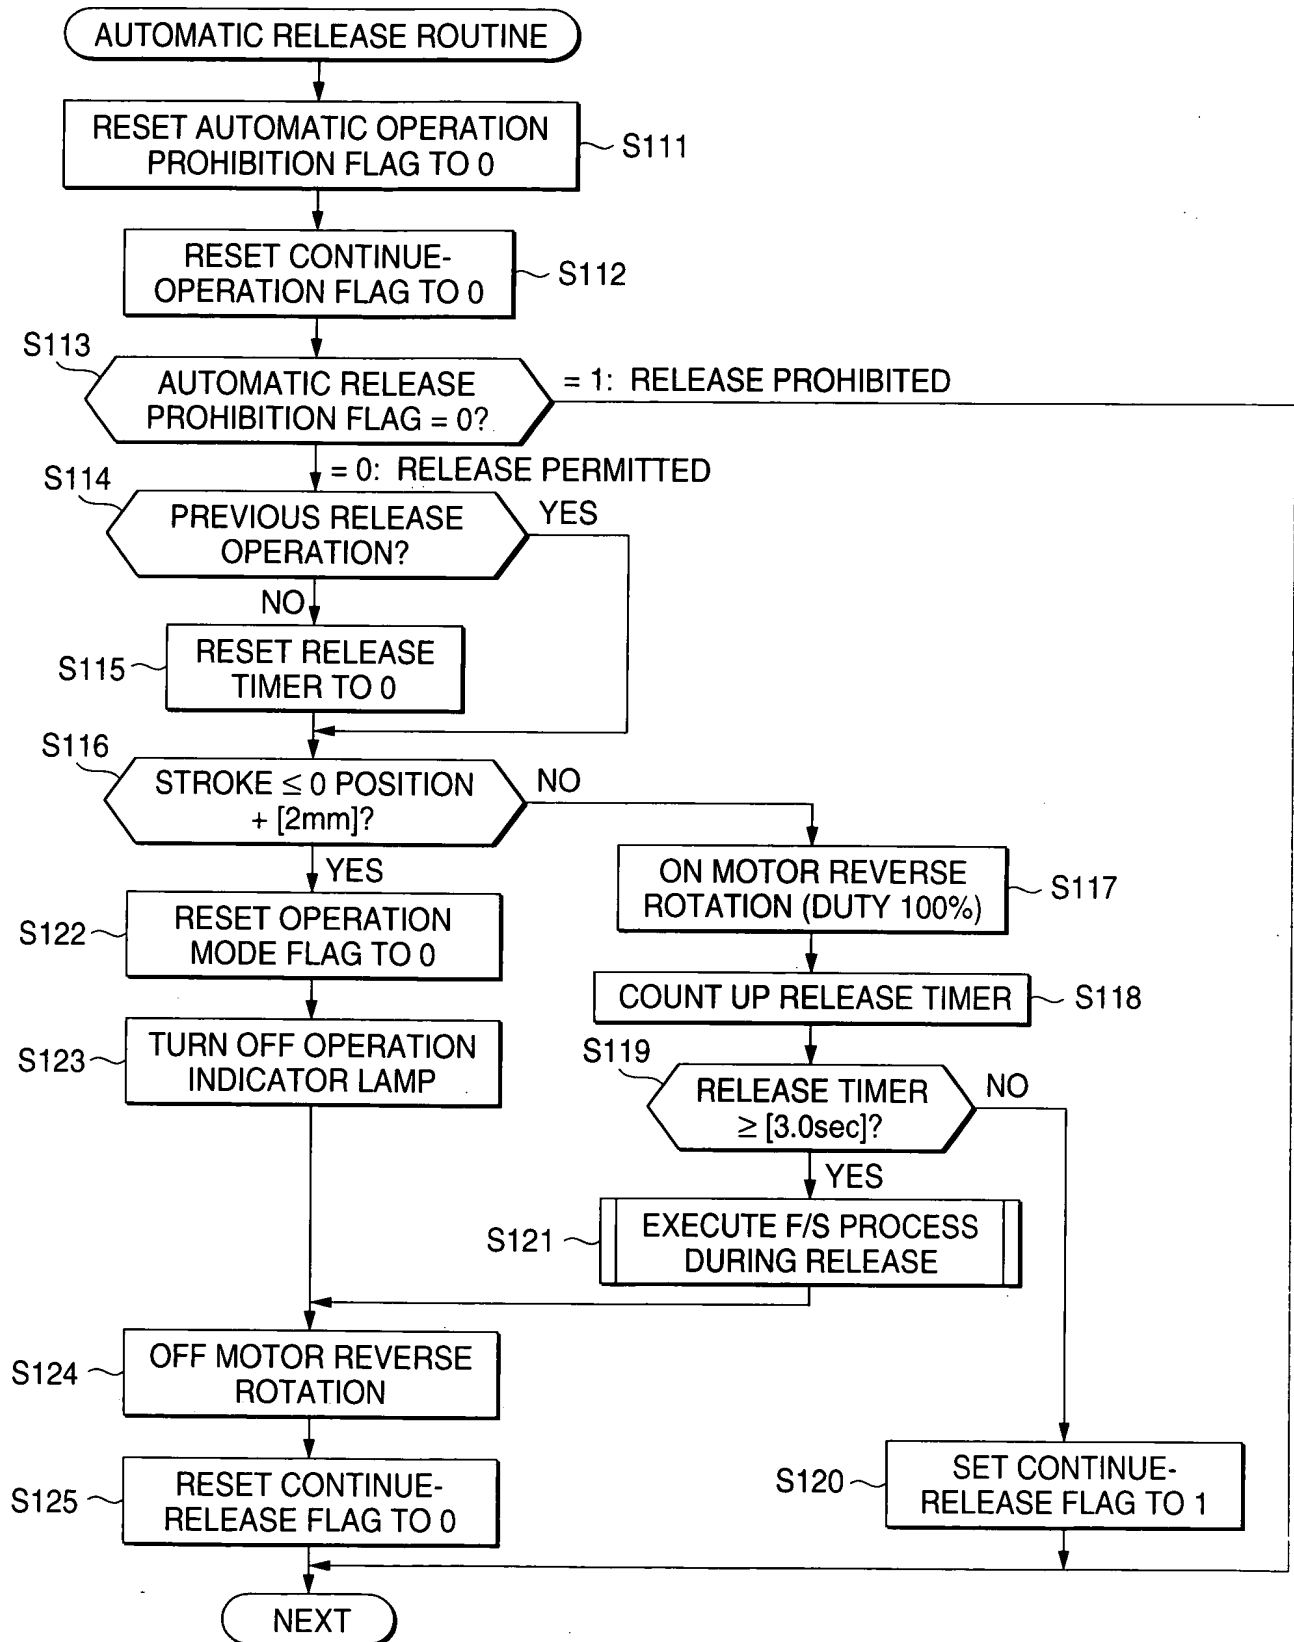 AUTOMATIC RELEASE ROUTINE
RESET AUTOMATIC OPERATION
PROHIBITION FLAG TO 0
S111
RESET CONTINUE-
OPERATION FLAG TO 0
S112
S113
AUTOMATIC RELEASE
PROHIBITION FLAG = 0?
= 1: RELEASE PROHIBITED
= 0: RELEASE PERMITTED
S114
PREVIOUS RELEASE
OPERATION?
YES
NO
S115
RESET RELEASE
TIMER TO 0
S116
STROKE ≤ 0 POSITION
+ [2mm]?
NO
YES
ON MOTOR REVERSE
ROTATION (DUTY 100%)
S117
S122
RESET OPERATION
MODE FLAG TO 0
COUNT UP RELEASE TIMER
S118
S123
TURN OFF OPERATION
INDICATOR LAMP
S119
RELEASE TIMER
≥ [3.0sec]?
NO
YES
S121
EXECUTE F/S PROCESS
DURING RELEASE
S124
OFF MOTOR REVERSE
ROTATION
S125
RESET CONTINUE-
RELEASE FLAG TO 0
S120
SET CONTINUE-
RELEASE FLAG TO 1
NEXT